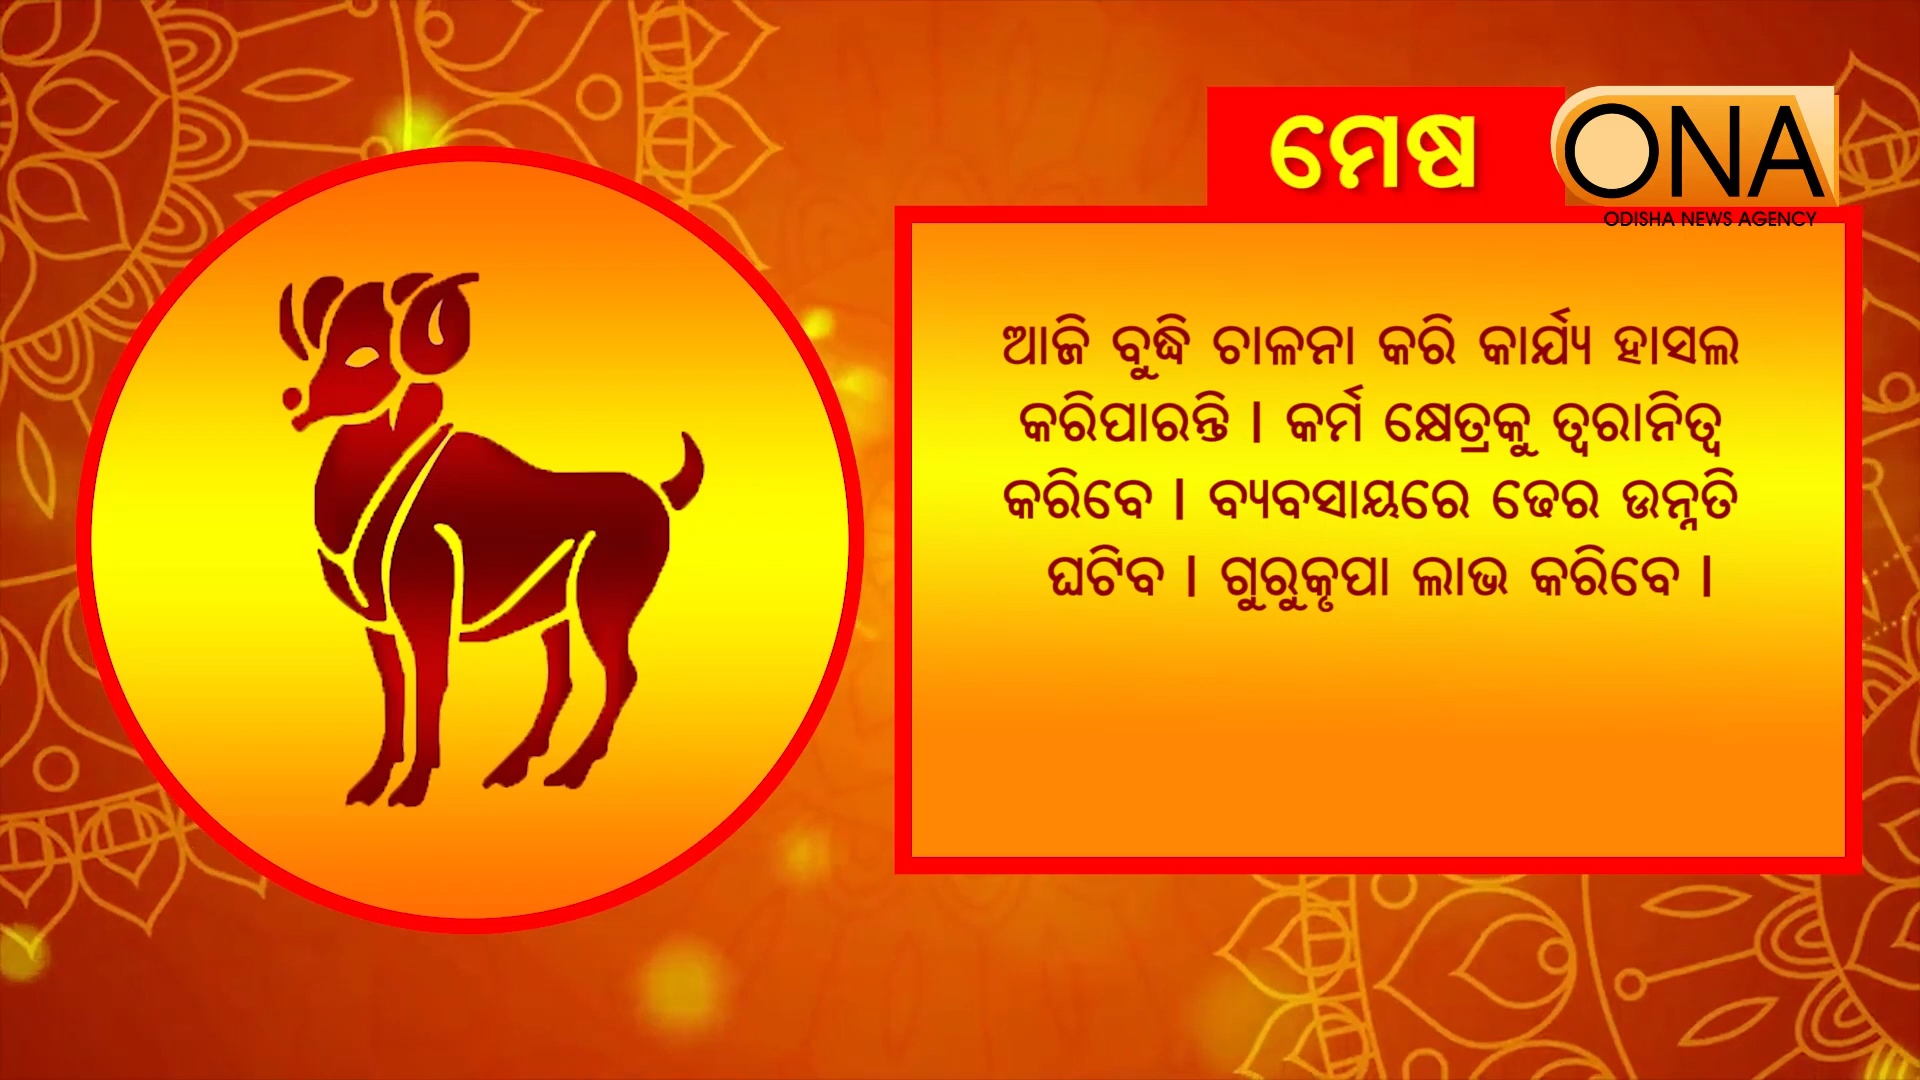 ମେଷ
ONA
ODISHA NEWS AGENCY
ଆଜି ବୁଦ୍ଧି ଚାଳନା କରି କାର୍ଯ୍ୟ ହାସଲ
କରିପାରନ୍ତି । କର୍ମ କ୍ଷେତ୍ରକୁ ତ୍ୱରାନିତ୍ୱ
କରିବେ । ବ୍ୟବସାୟରେ ଢେର ଉନ୍ନତି
ଘଟିବ । ଗୁରୁକୃପା ଲାଭ କରିବେ ।